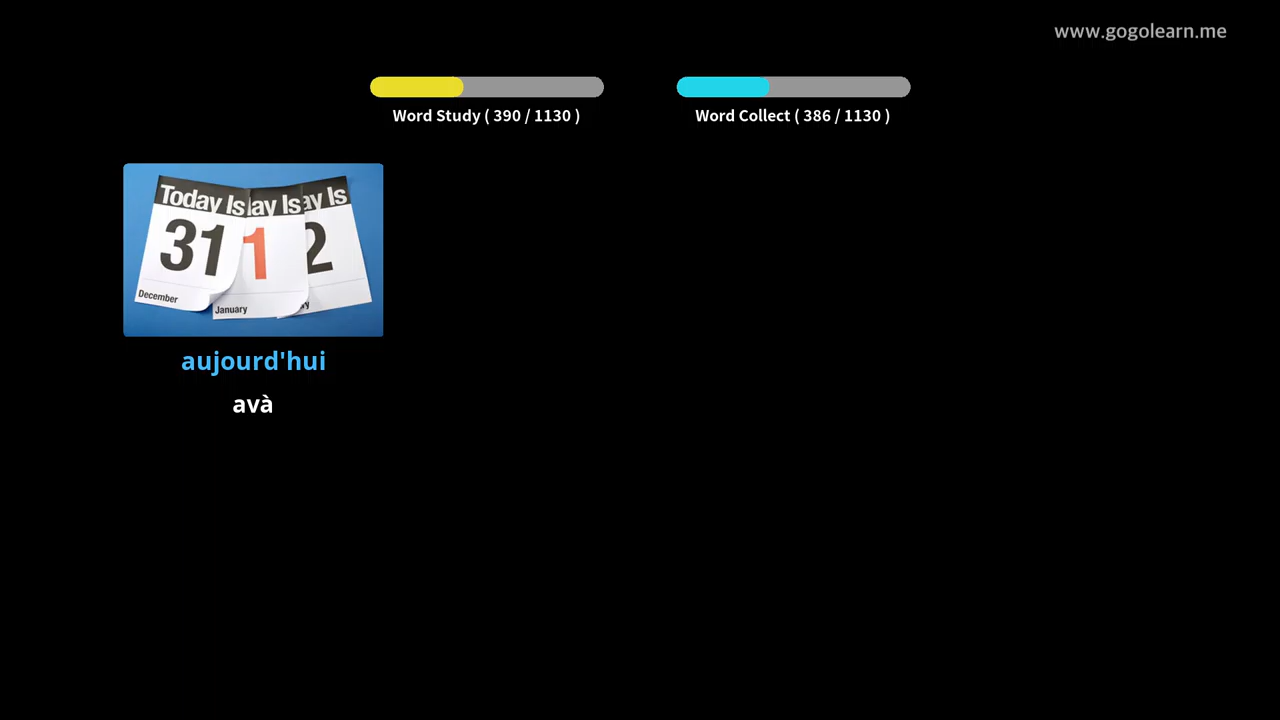 www.gogolearn.me
Word Study ( 390 / 1130 )
Word Collect ( 386 / 1130 )
Today Is
ay Is
ay Is
31
1
2
December
January
ry
aujourd'hui
avà